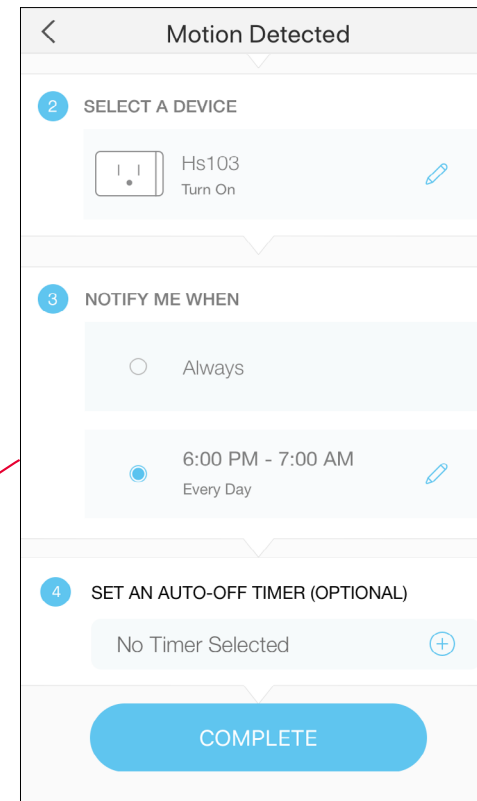 Motion Detected
2 SELECT A DEVICE
Hs103
Turn On
3 NOTIFY ME WHEN
Always
6:00 PM - 7:00 AM
Every Day
4 SET AN AUTO-OFF TIMER (OPTIONAL)
No Timer Selected
COMPLETE